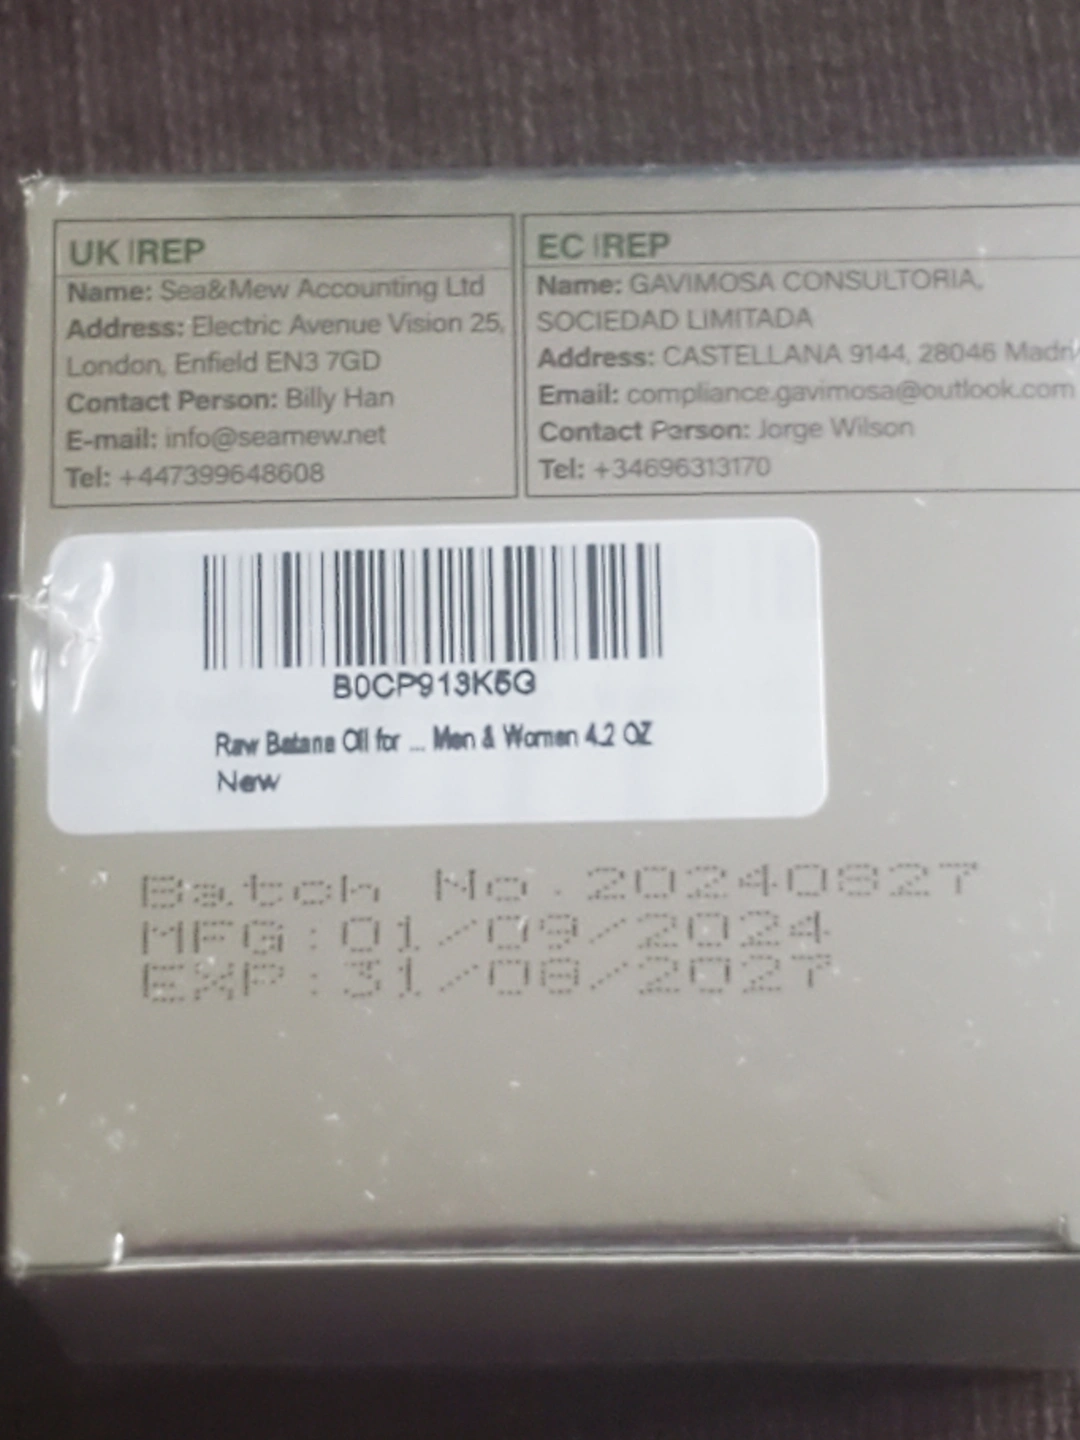 UK REP
Name: Sea&Mew Accounting Ltd
Address: Electric Avenue Vision 25,
London, Enfield EN3 7GD
Contact Person: Billy Han
E-mail: info@seamew.net
Tel: +447399648608
EC REP
Name: GAVIMOSA CONSULTORIA,
SOCIEDAD LIMITADA
Address: CASTELLANA 9144, 28046
Email: compliance.gavimosa@outlook.com
Contact Person: Jorge Wilson
Tel: +34696313170
B0CP913K5G
Raw Batana Oil for ... Men & Women 4.2 OZ
New
Batch No.20240827
MFG:01/09/2024
EXP:31/08/2027